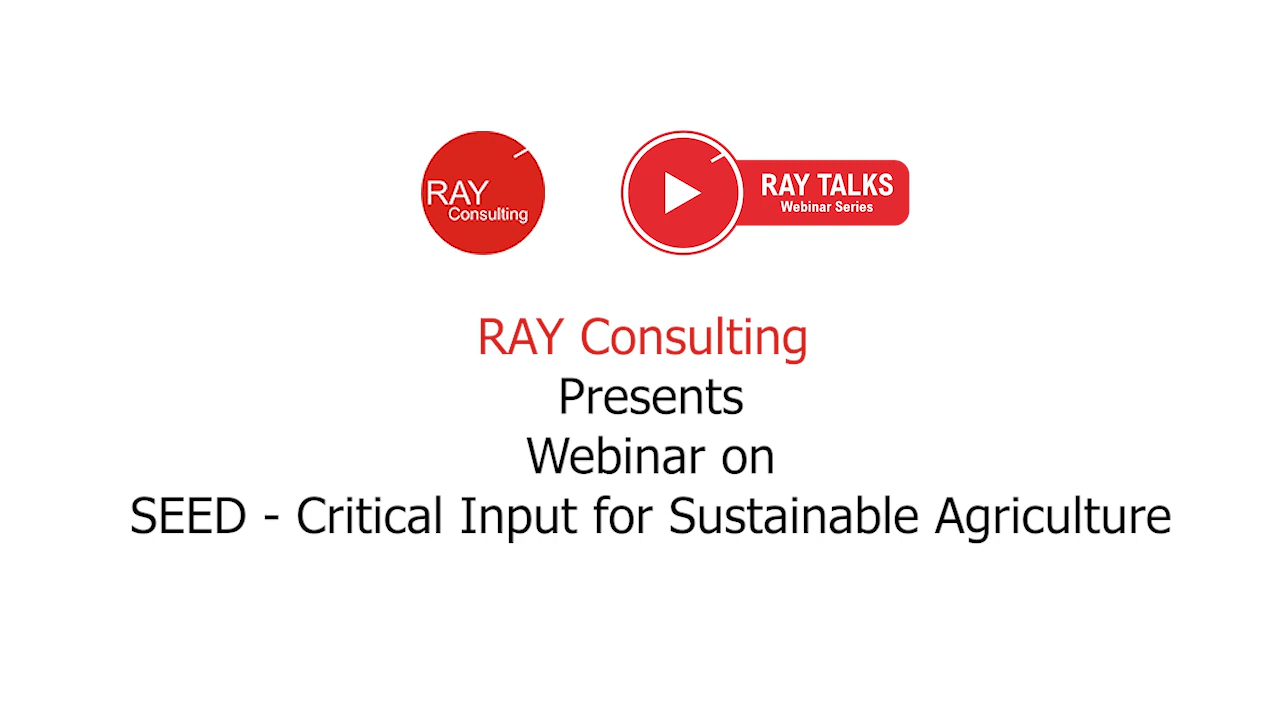 RAY
Consulting
RAY TALKS
Webinar Series
RAY Consulting
Presents
Webinar on
SEED - Critical Input for Sustainable Agriculture